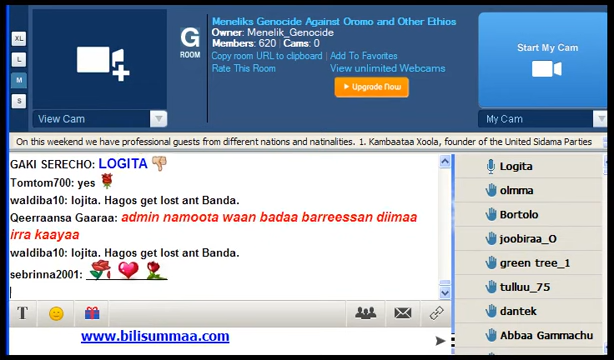 XL
L
M
S
View Cam
G
ROOM
Meneliks Genocide Against Oromo and Other Ethios
Owner: Menelik_Genocide
Members: 620 | Cams: 0
Copy room URL to clipboard | Add To Favorites
Rate This Room View unlimited Webcams
Upgrade Now
Start My Cam
My Cam
On this weekend we have professional guests from different nations and natinalities. 1. Kambaataa Xoola, founder of the United Sidama Parties
GAKI SERECHO: LOGITA
Tomtom700: yes
waldiba10: lojita. Hagos get lost ant Banda.
Qeerraansa Gaaraa: admin namoota waan badaa barreessan diimaa
irra kaayaa
waldiba10: lojita. Hagos get lost ant Banda.
sebrinna2001:
T
www.bilisummaa.com
Logita
olmma
Bortolo
joobiraa_O
green tree_1
tulluu_75
dantek
Abbaa Gammachu